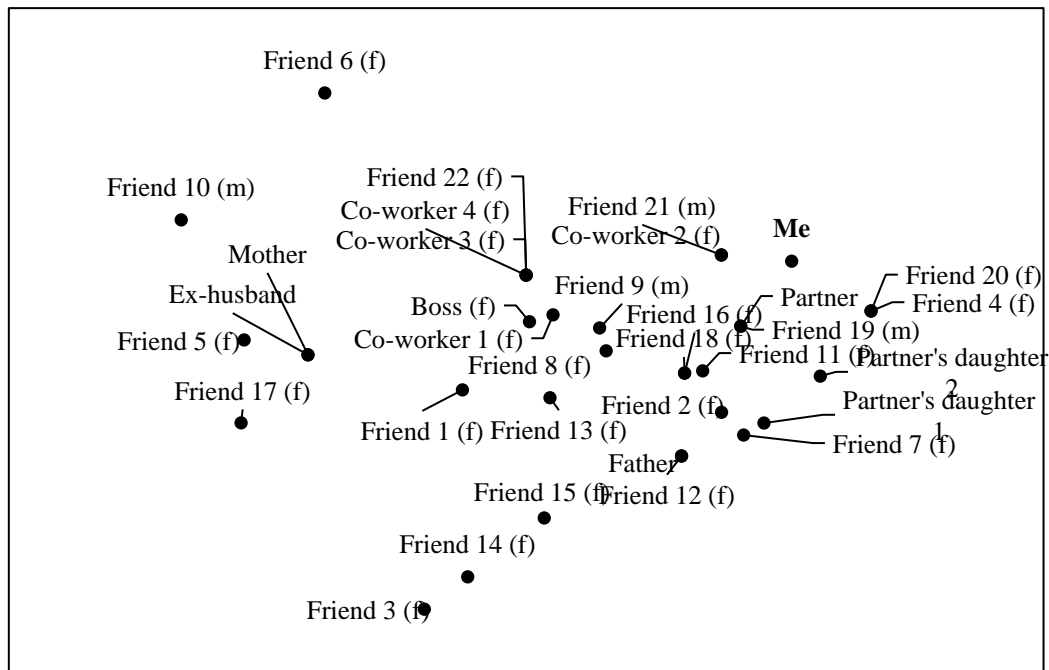 Friend 6 (f)
Friend 10 (m)
Friend 22 (f)
Co-worker 4 (f)
Co-worker 3 (f)
Friend 21 (m)
Co-worker 2 (f)
Me
Mother
Ex-husband
Friend 5 (f)
Friend 17 (f)
Boss (f)
Co-worker 1 (f)
Friend 9 (m)
Friend 16 (f)
Friend 18 (f)
Partner
Friend 19 (m)
Friend 20 (f)
Friend 4 (f)
Friend 8 (f)
Friend 11 (f)
Partner's daughter
2
Friend 1 (f)
Friend 13 (f)
Friend 2 (f)
Partner's daughter
1
Friend 7 (f)
Father
Friend 12 (f)
Friend 15 (f)
Friend 14 (f)
Friend 3 (f)